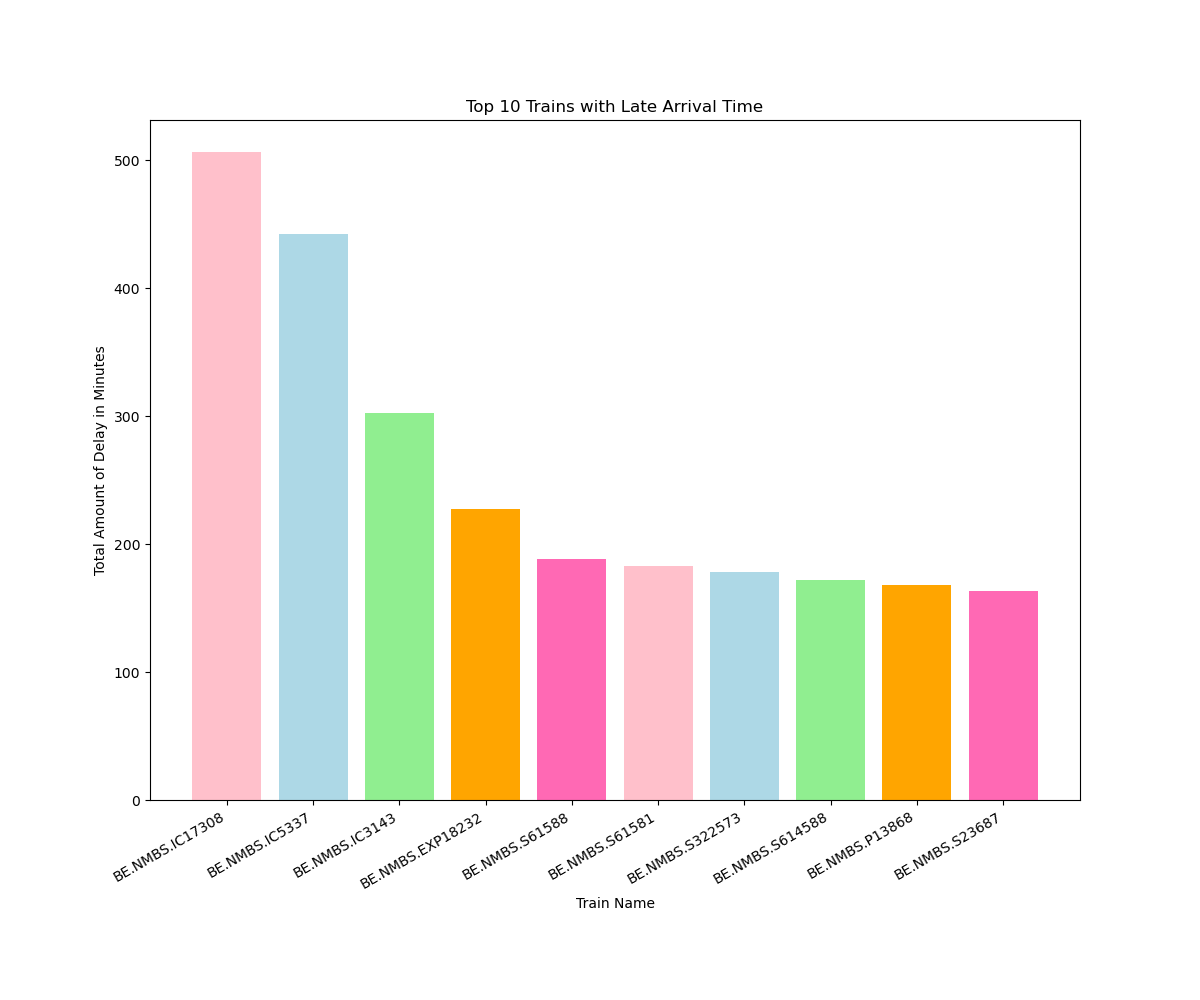 Top 10 Trains with Late Arrival Time
500
400
300
200
100
0
Total Amount of Delay in Minutes
BE.NMBS.IC17308
BE.NMBS.IC5337
BE.NMBS.IC3143
BE.NMBS.EXP18232
BE.NMBS.S61588
BE.NMBS.S61581
BE.NMBS.S322573
BE.NMBS.S614588
BE.NMBS.P13868
BE.NMBS.S23687
Train Name